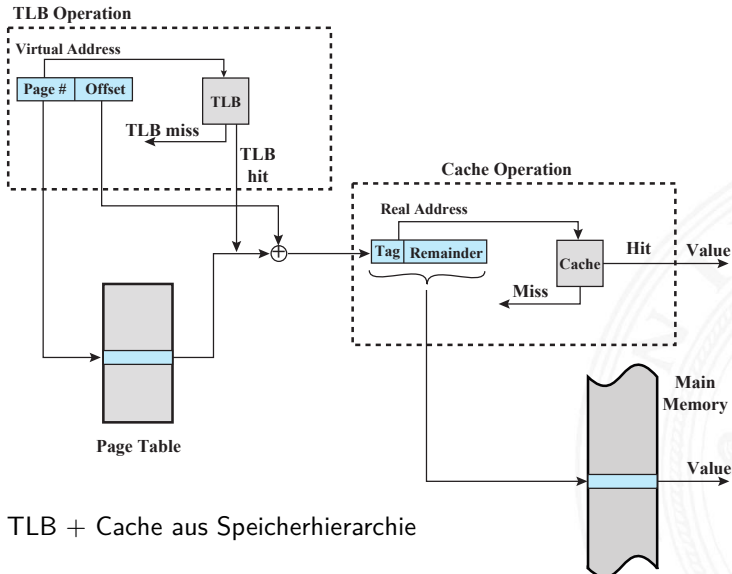 TLB Operation
Virtual Address
Page # Offset
TLB
TLB miss
TLB
hit
Cache Operation
Real Address
Tag Remainder
Cache
Hit
Value
Miss
Page Table
Main
Memory
Value
TLB + Cache aus Speicherhierarchie